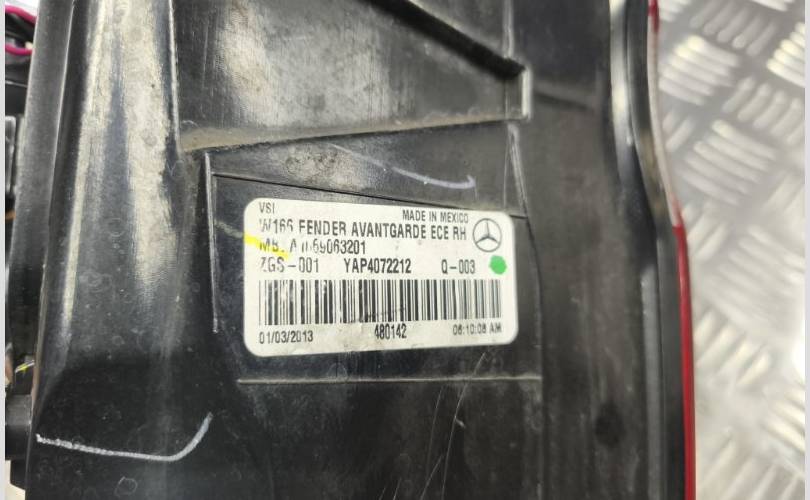 VSI MADE IN MEXICO
W166 FENDER AVANTGARDE ECE RH
ZGS-001 YAP4072212 Q-003
01/03/2013 480142 06:10:08 AM